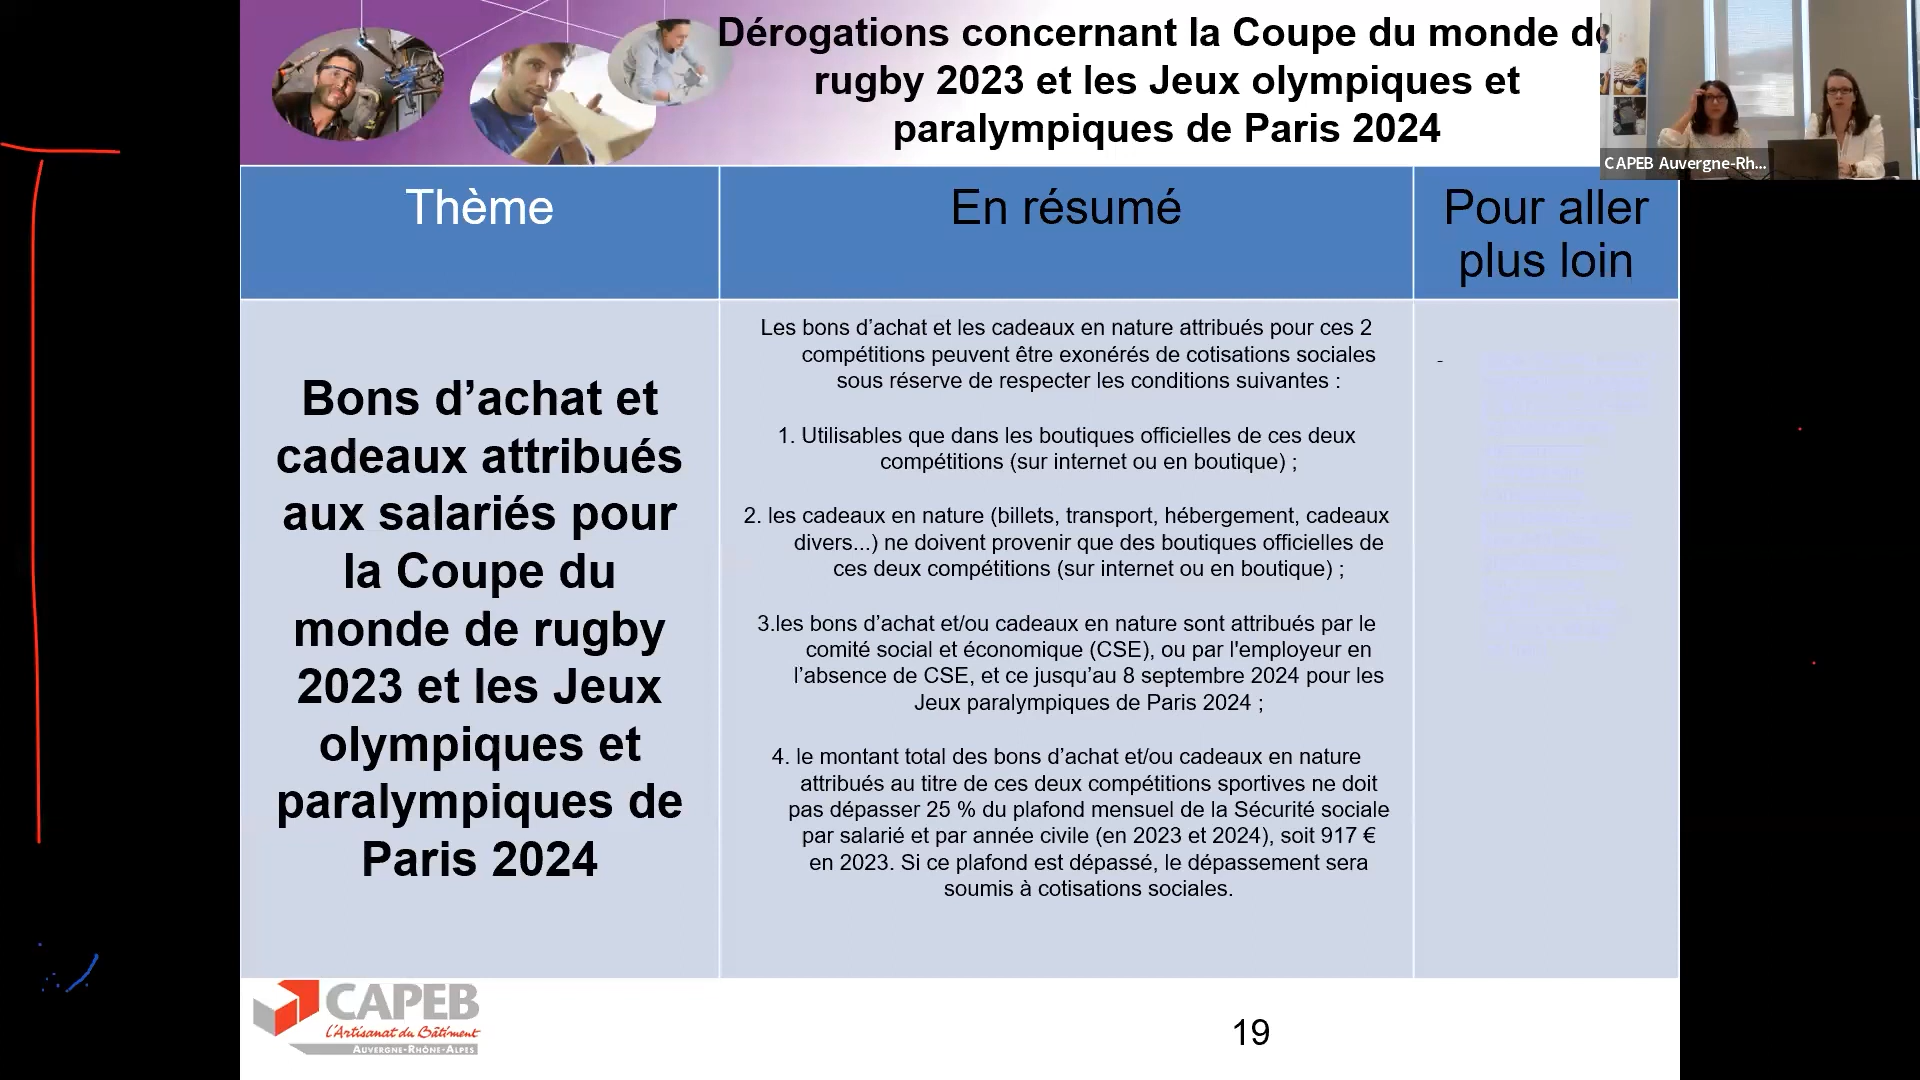 Dérogations concernant la Coupe du monde de
rugby 2023 et les Jeux olympiques et
paralympiques de Paris 2024
CAPEB Auvergne-Rh...
Thème
En résumé
Pour aller
plus loin
Bons d’achat et
cadeaux attribués
aux salariés pour
la Coupe du
monde de rugby
2023 et les Jeux
olympiques et
paralympiques de
Paris 2024
Les bons d’achat et les cadeaux en nature attribués pour ces 2
compétitions peuvent être exonérés de cotisations sociales
sous réserve de respecter les conditions suivantes :
1. Utilisables que dans les boutiques officielles de ces deux
compétitions (sur internet ou en boutique) ;
2. les cadeaux en nature (billets, transport, hébergement, cadeaux
divers...) ne doivent provenir que des boutiques officielles de
ces deux compétitions (sur internet ou en boutique) ;
3.les bons d’achat et/ou cadeaux en nature sont attribués par le
comité social et économique (CSE), ou par l'employeur en
l’absence de CSE, et ce jusqu’au 8 septembre 2024 pour les
Jeux paralympiques de Paris 2024 ;
4. le montant total des bons d’achat et/ou cadeaux en nature
attribués au titre de ces deux compétitions sportives ne doit
pas dépasser 25 % du plafond mensuel de la Sécurité sociale
par salarié et par année civile (en 2023 et 2024), soit 917 €
en 2023. Si ce plafond est dépassé, le dépassement sera
soumis à cotisations sociales.
-
CAPEB
L'Artisanat du Bâtiment
AUVERGNE-RHÔNE-ALPES
19